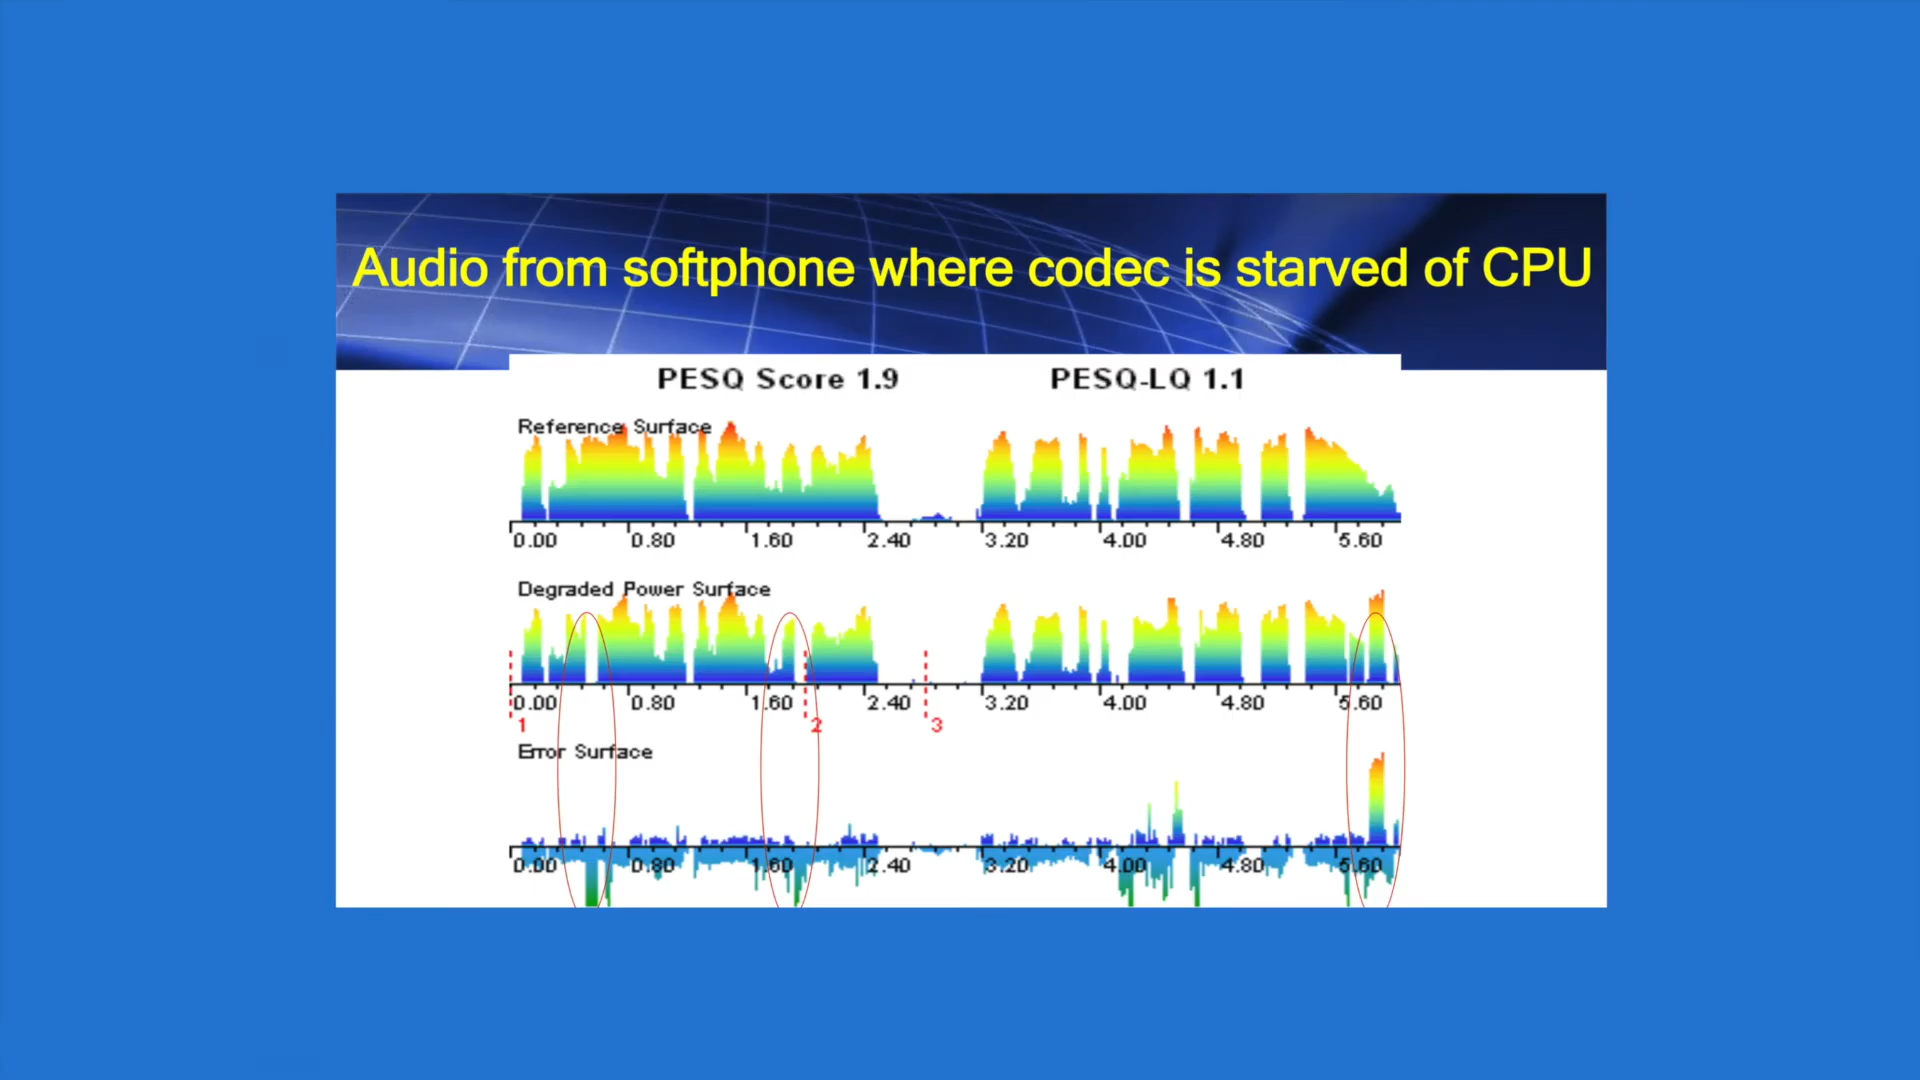 Audio from softphone where codec is starved of CPU
PESQ Score 1.9 PESQ-LQ 1.1
Reference Surface
0.00 0.80 1.60 2.40 3.20 4.00 4.80 5.60
Degraded Power Surface
0.00 0.80 1.60 2.40 3.20 4.00 4.80 5.60
1 2 3
Error Surface
0.00 0.80 1.60 2.40 3.20 4.00 4.80 5.60